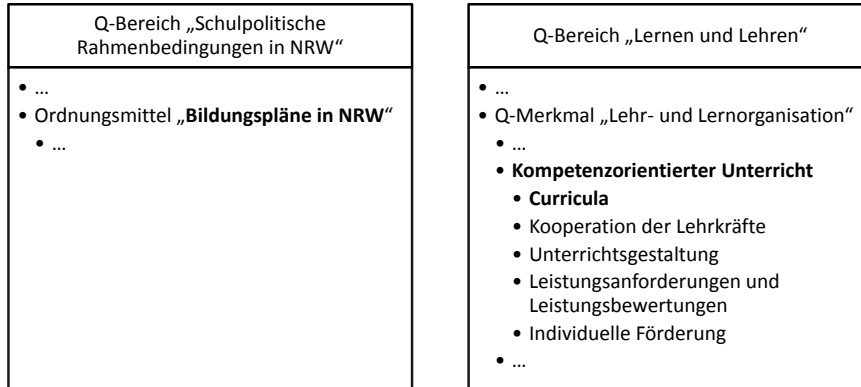 Q-Bereich „Schulpolitische
Rahmenbedingungen in NRW“
• ...
• Ordnungsmittel „Bildungspläne in NRW“
• ...
Q-Bereich „Lernen und Lehren“
• ...
• Q-Merkmal „Lehr- und Lernorganisation“
• ...
• Kompetenzorientierter Unterricht
• Curricula
• Kooperation der Lehrkräfte
• Unterrichtsgestaltung
• Leistungsanforderungen und
Leistungsbewertungen
• Individuelle Förderung
• ...